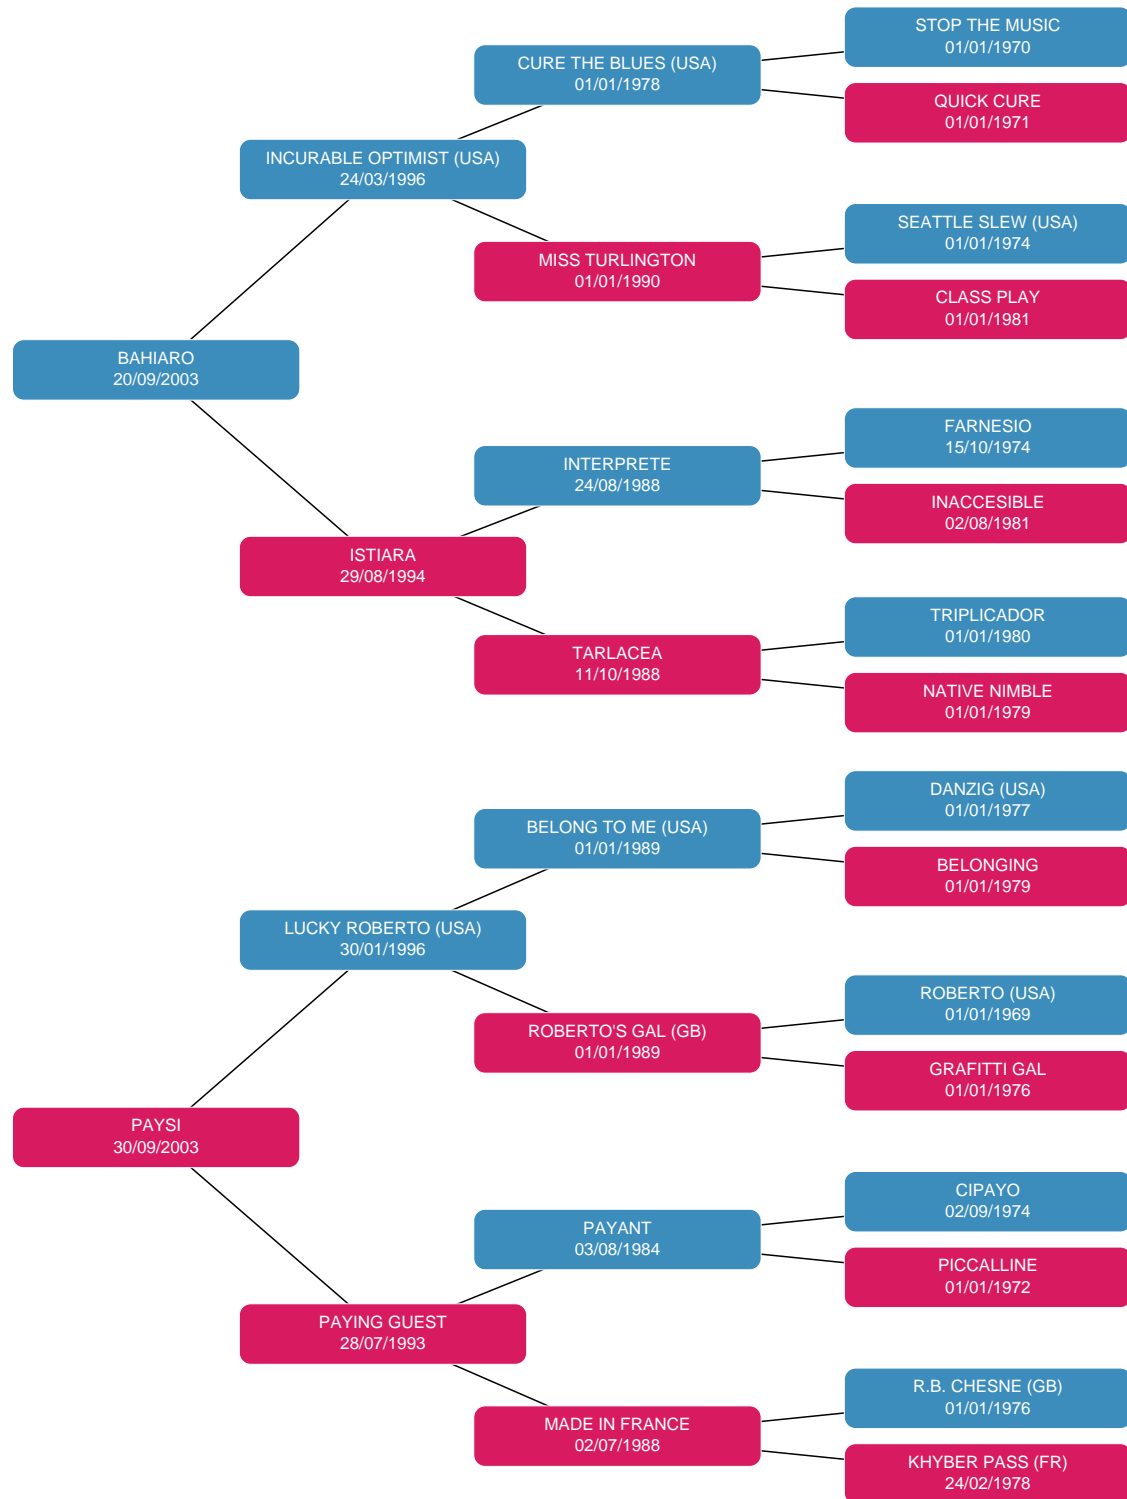 STOP THE MUSIC
01/01/1970
CURE THE BLUES (USA)
01/01/1978
QUICK CURE
01/01/1971
INCURABLE OPTIMIST (USA)
24/03/1996
SEATTLE SLEW (USA)
01/01/1974
MISS TURLINGTON
01/01/1990
CLASS PLAY
01/01/1981
BAHIARO
20/09/2003
FARNESIO
15/10/1974
INTERPRETE
24/08/1988
INACCESIBLE
02/08/1981
ISTIARA
29/08/1994
TRIPLICADOR
01/01/1980
TARLACEA
11/10/1988
NATIVE NIMBLE
01/01/1979
DANZIG (USA)
01/01/1977
BELONG TO ME (USA)
01/01/1989
BELONGING
01/01/1979
LUCKY ROBERTO (USA)
30/01/1996
ROBERTO (USA)
01/01/1969
ROBERTO'S GAL (GB)
01/01/1989
GRAFITTI GAL
01/01/1976
PAYSI
30/09/2003
CIPAYO
02/09/1974
PAYANT
03/08/1984
PICCALLINE
01/01/1972
PAYING GUEST
28/07/1993
R.B. CHESNE (GB)
01/01/1976
MADE IN FRANCE
02/07/1988
KHYBER PASS (FR)
24/02/1978